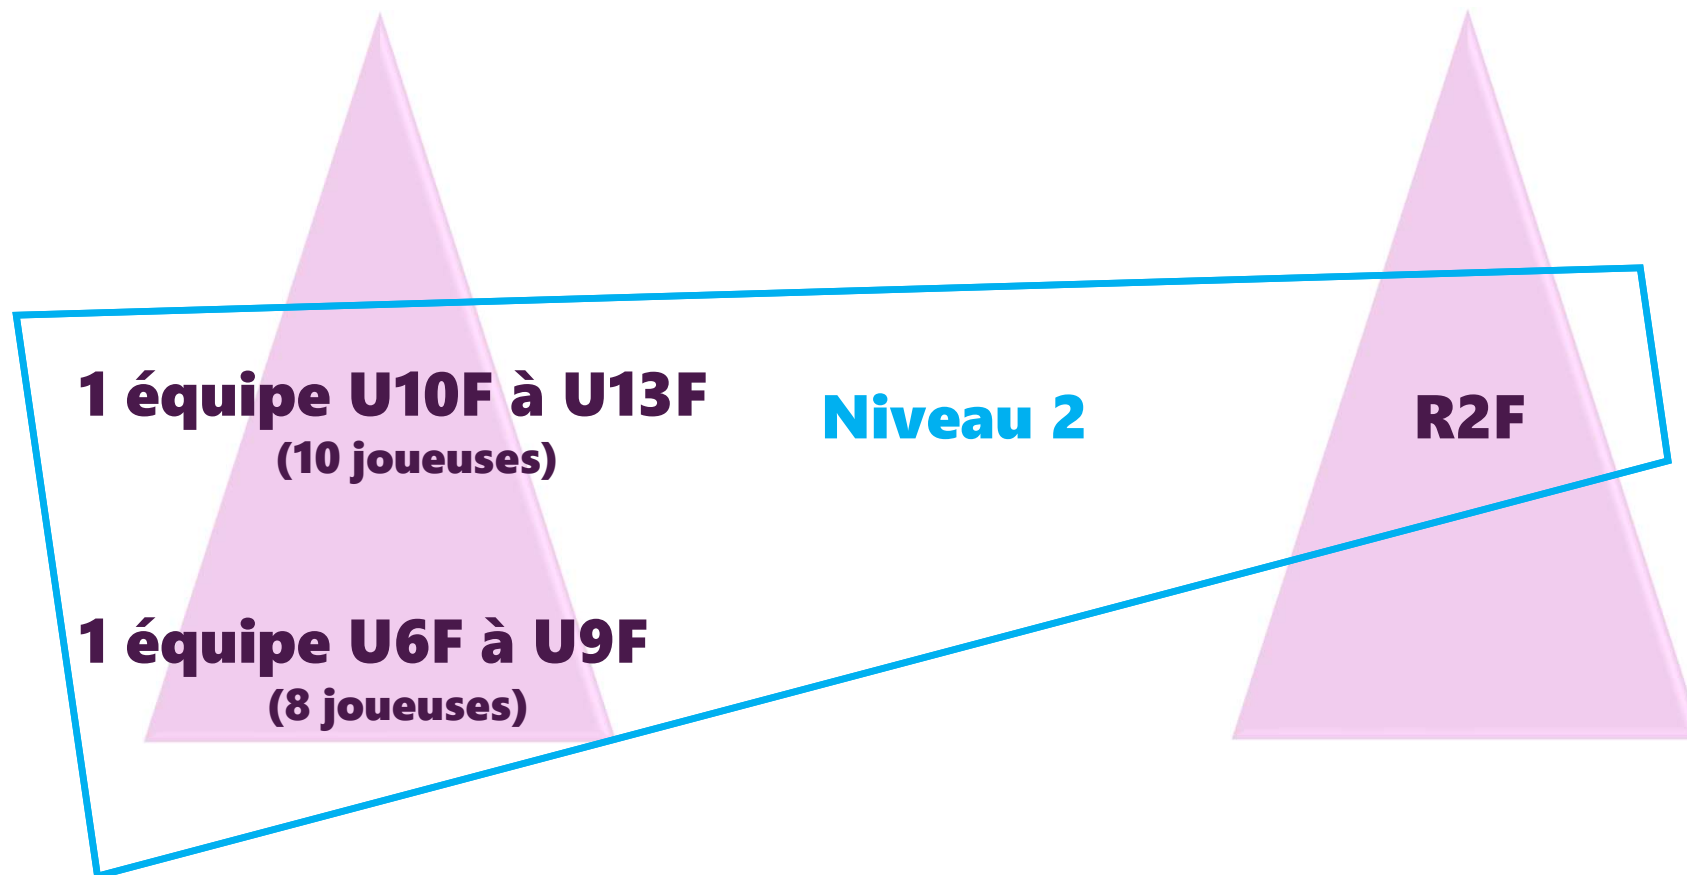 1 équipe U10F à U13F
(10 joueuses)
Niveau 2
R2F
1 équipe U6F à U9F
(8 joueuses)